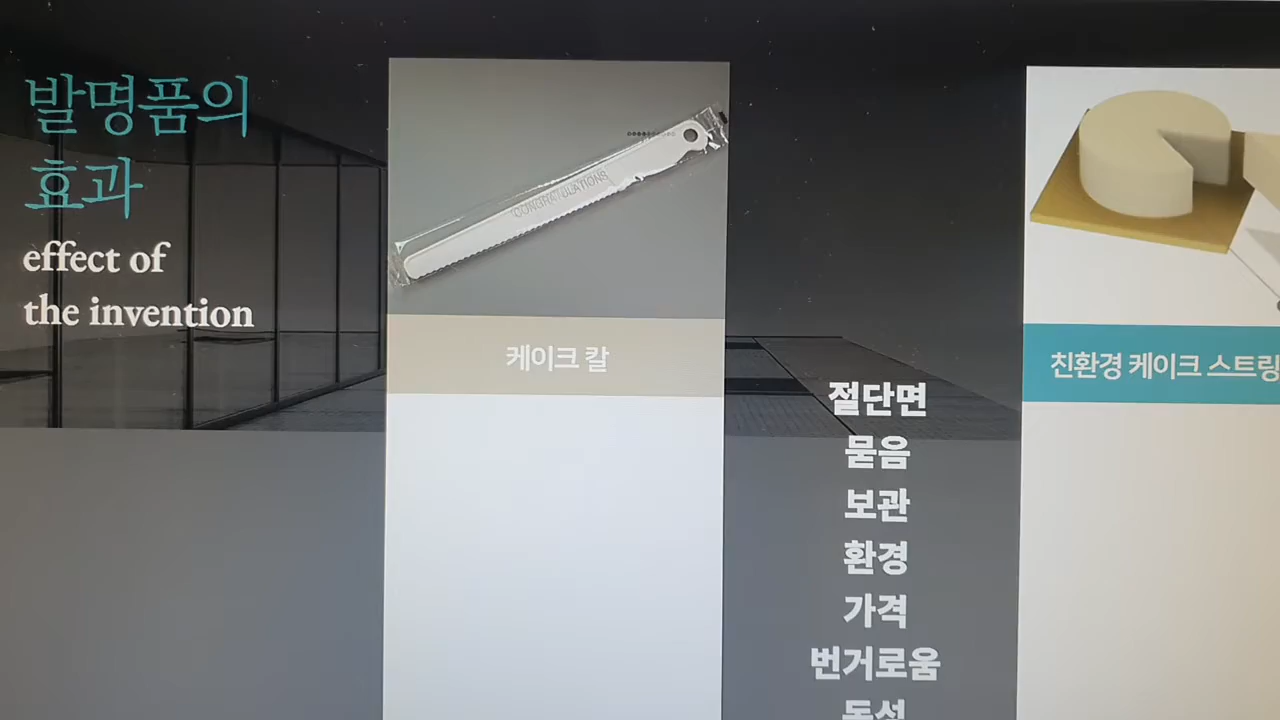 발명품의
효과
effect of
the invention
CONGRATULATIONS
케이크 칼
절단면
묻음
보관
환경
가격
번거로움
친환경 케이크 스트링